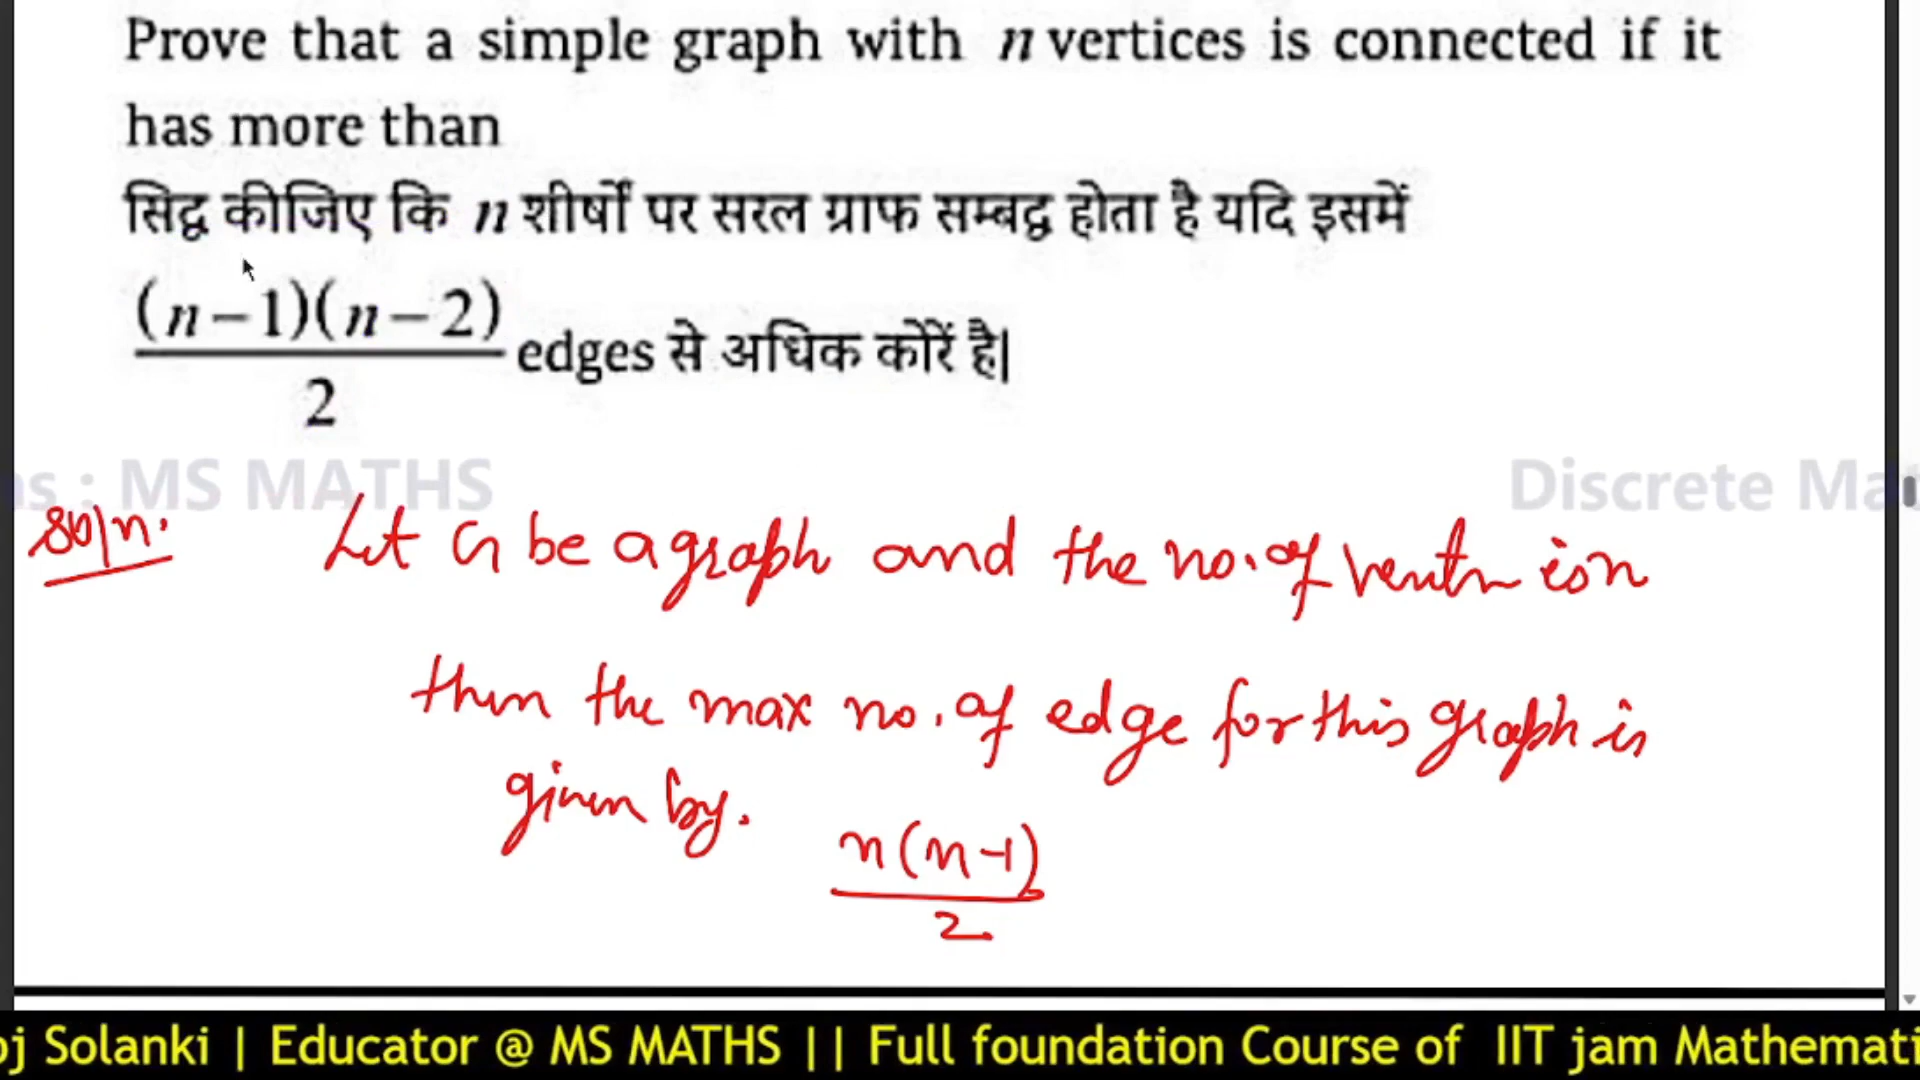 Prove that a simple graph with n vertices is connected if it
has more than
सिद्ध कीजिए कि n शीर्षों पर सरल ग्राफ सम्बद्ध होता है यदि इसमें
(n-1)(n-2)
2
edges से अधिक कोरें है|
ns : MS MATHS
Discrete Ma
Soln.
Let G be a graph and the no. of is n
then the max no. of edge for this graph is
given by.
n(n-1)
2
oj Solanki | Educator @ MS MATHS || Full foundation Course of IIT jam Mathemati